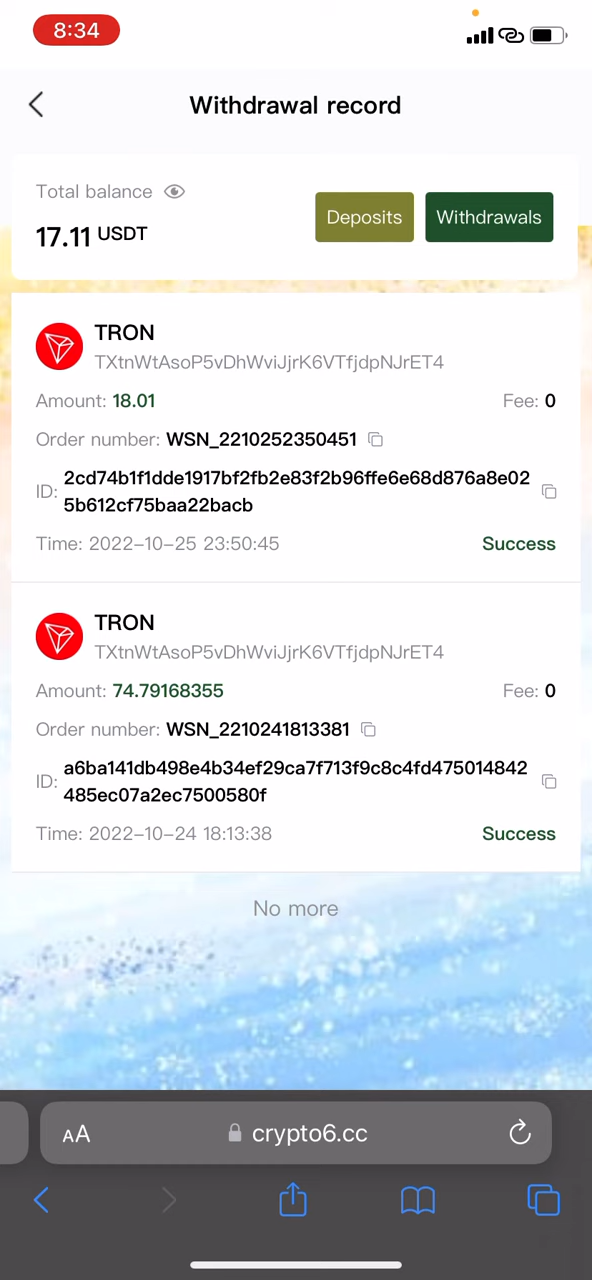 8:34
Withdrawal record
Total balance
17.11 USDT
Deposits
Withdrawals
TRON
TXtnWtAsoP5vDhWviJjrK6VTfjdpNJrET4
Amount: 18.01
Fee: 0
Order number: WSN_2210252350451
ID: 2cd74b1f1dde1917bf2fb2e83f2b96ffe6e68d876a8e02
5b612cf75baa22bacb
Time: 2022-10-25 23:50:45
Success
TRON
TXtnWtAsoP5vDhWviJjrK6VTfjdpNJrET4
Amount: 74.79168355
Fee: 0
Order number: WSN_2210241813381
ID: a6ba141db498e4b34ef29ca7f713f9c8c4fd475014842
485ec07a2ec7500580f
Time: 2022-10-24 18:13:38
Success
No more
AA
crypto6.cc